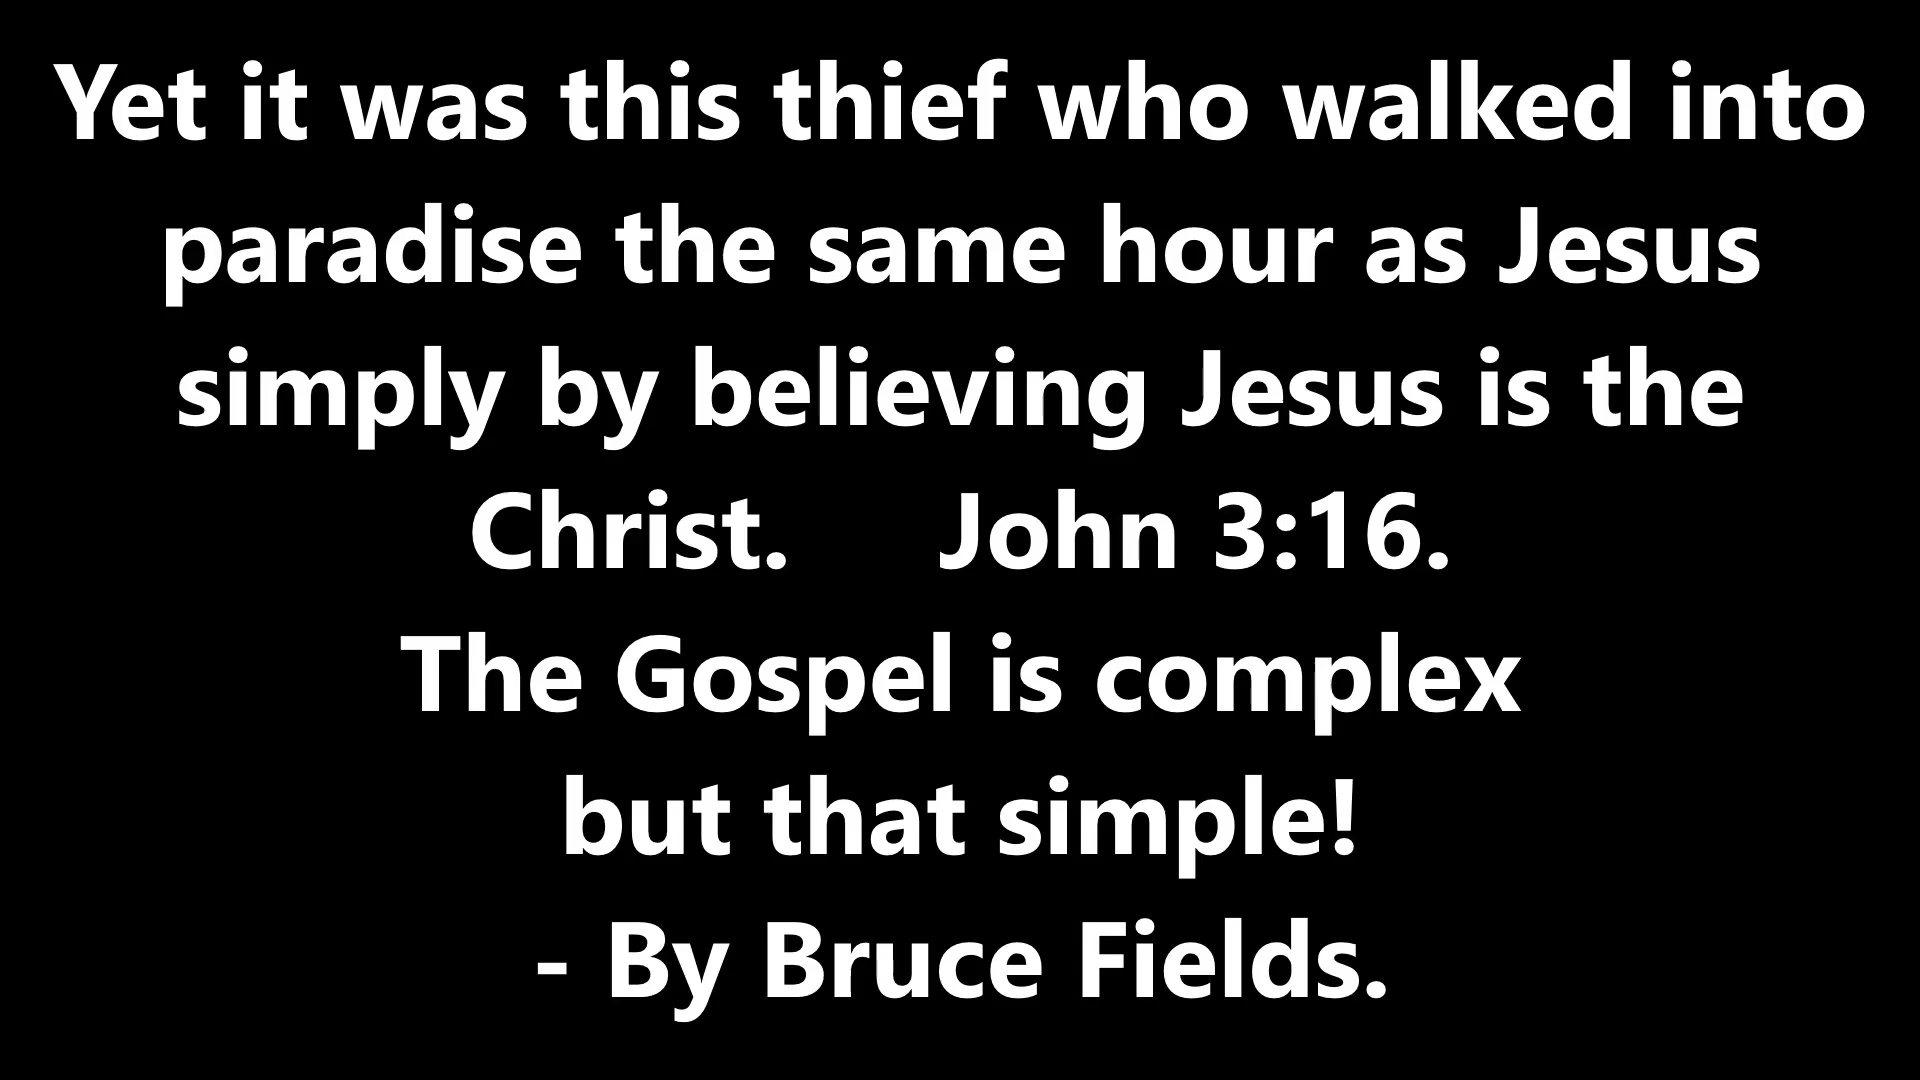 Yet it was this thief who walked into
paradise the same hour as Jesus
simply by believing Jesus is the
Christ.     John 3:16.
The Gospel is complex
but that simple!
- By Bruce Fields.